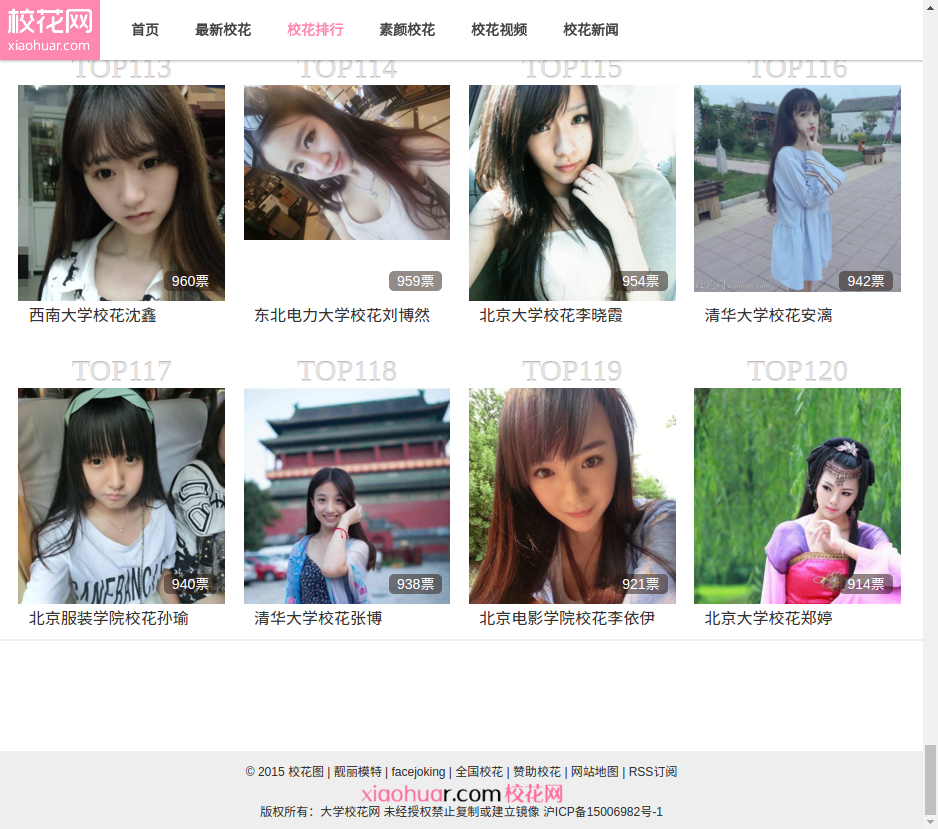 校花网
xiaohuar.com
首页 最新校花 校花排行 素颜校花 校花视频 校花新闻
TOP113 TOP114 TOP115 TOP116
960票 959票 954票 942票
西南大学校花沈鑫 东北电力大学校花刘博然 北京大学校花李晓霞 清华大学校花安漓
TOP117 TOP118 TOP119 TOP120
940票 938票 921票 914票
北京服装学院校花孙瑜 清华大学校花张博 北京电影学院校花李依伊 北京大学校花郑婷
© 2015 校花图 | 靓丽模特 | facejoking | 全国校花 | 赞助校花 | 网站地图 | RSS订阅
xiaohuar.com 校花网
版权所有：大学校花网 未经授权禁止复制或建立镜像 沪ICP备15006982号-1